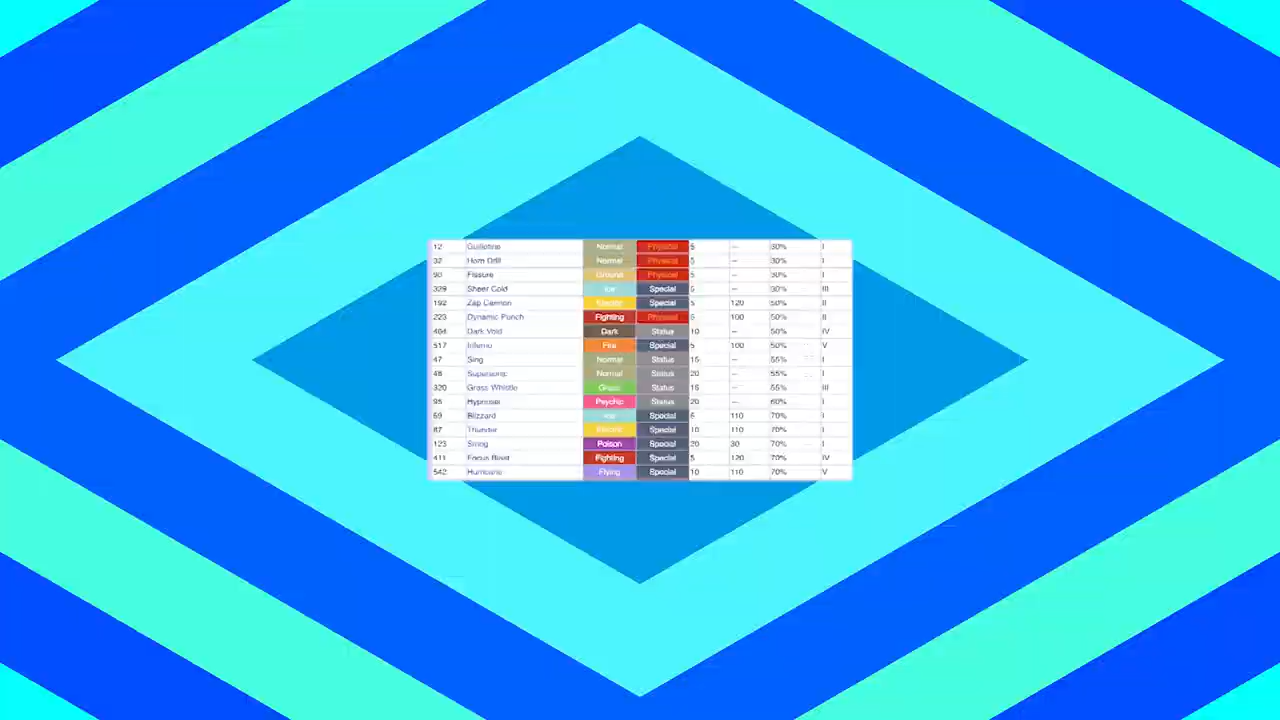 12 Guillotine Normal Physical 5 — 30% I
32 Horn Drill Normal Physical 5 — 30% I
90 Fissure Ground Physical 5 — 30% I
329 Sheer Cold Ice Special 5 — 30% III
192 Zap Cannon Electric Special 5 120 50% II
223 Dynamic Punch Fighting Physical 5 100 50% II
464 Dark Void Dark Status 10 — 50% IV
517 Inferno Fire Special 5 100 50% V
47 Sing Normal Status 15 — 55% I
48 Supersonic Normal Status 20 — 55% I
320 Grass Whistle Grass Status 15 — 55% III
95 Hypnosis Psychic Status 20 — 60% I
59 Blizzard Ice Special 5 110 70% I
87 Thunder Electric Special 10 110 70% I
123 Smog Poison Special 20 30 70% I
411 Focus Blast Fighting Special 5 120 70% IV
542 Hurricane Flying Special 10 110 70% V